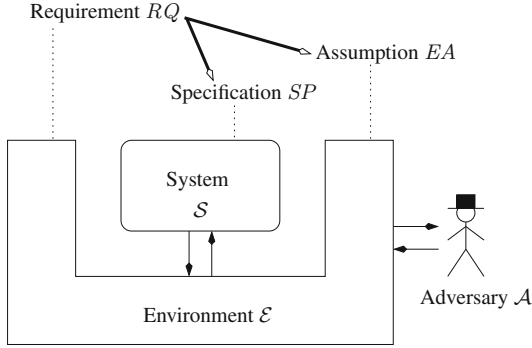 Requirement RQ
Assumption EA
Specification SP
System
𝒮
Environment ℰ
Adversary 𝒜